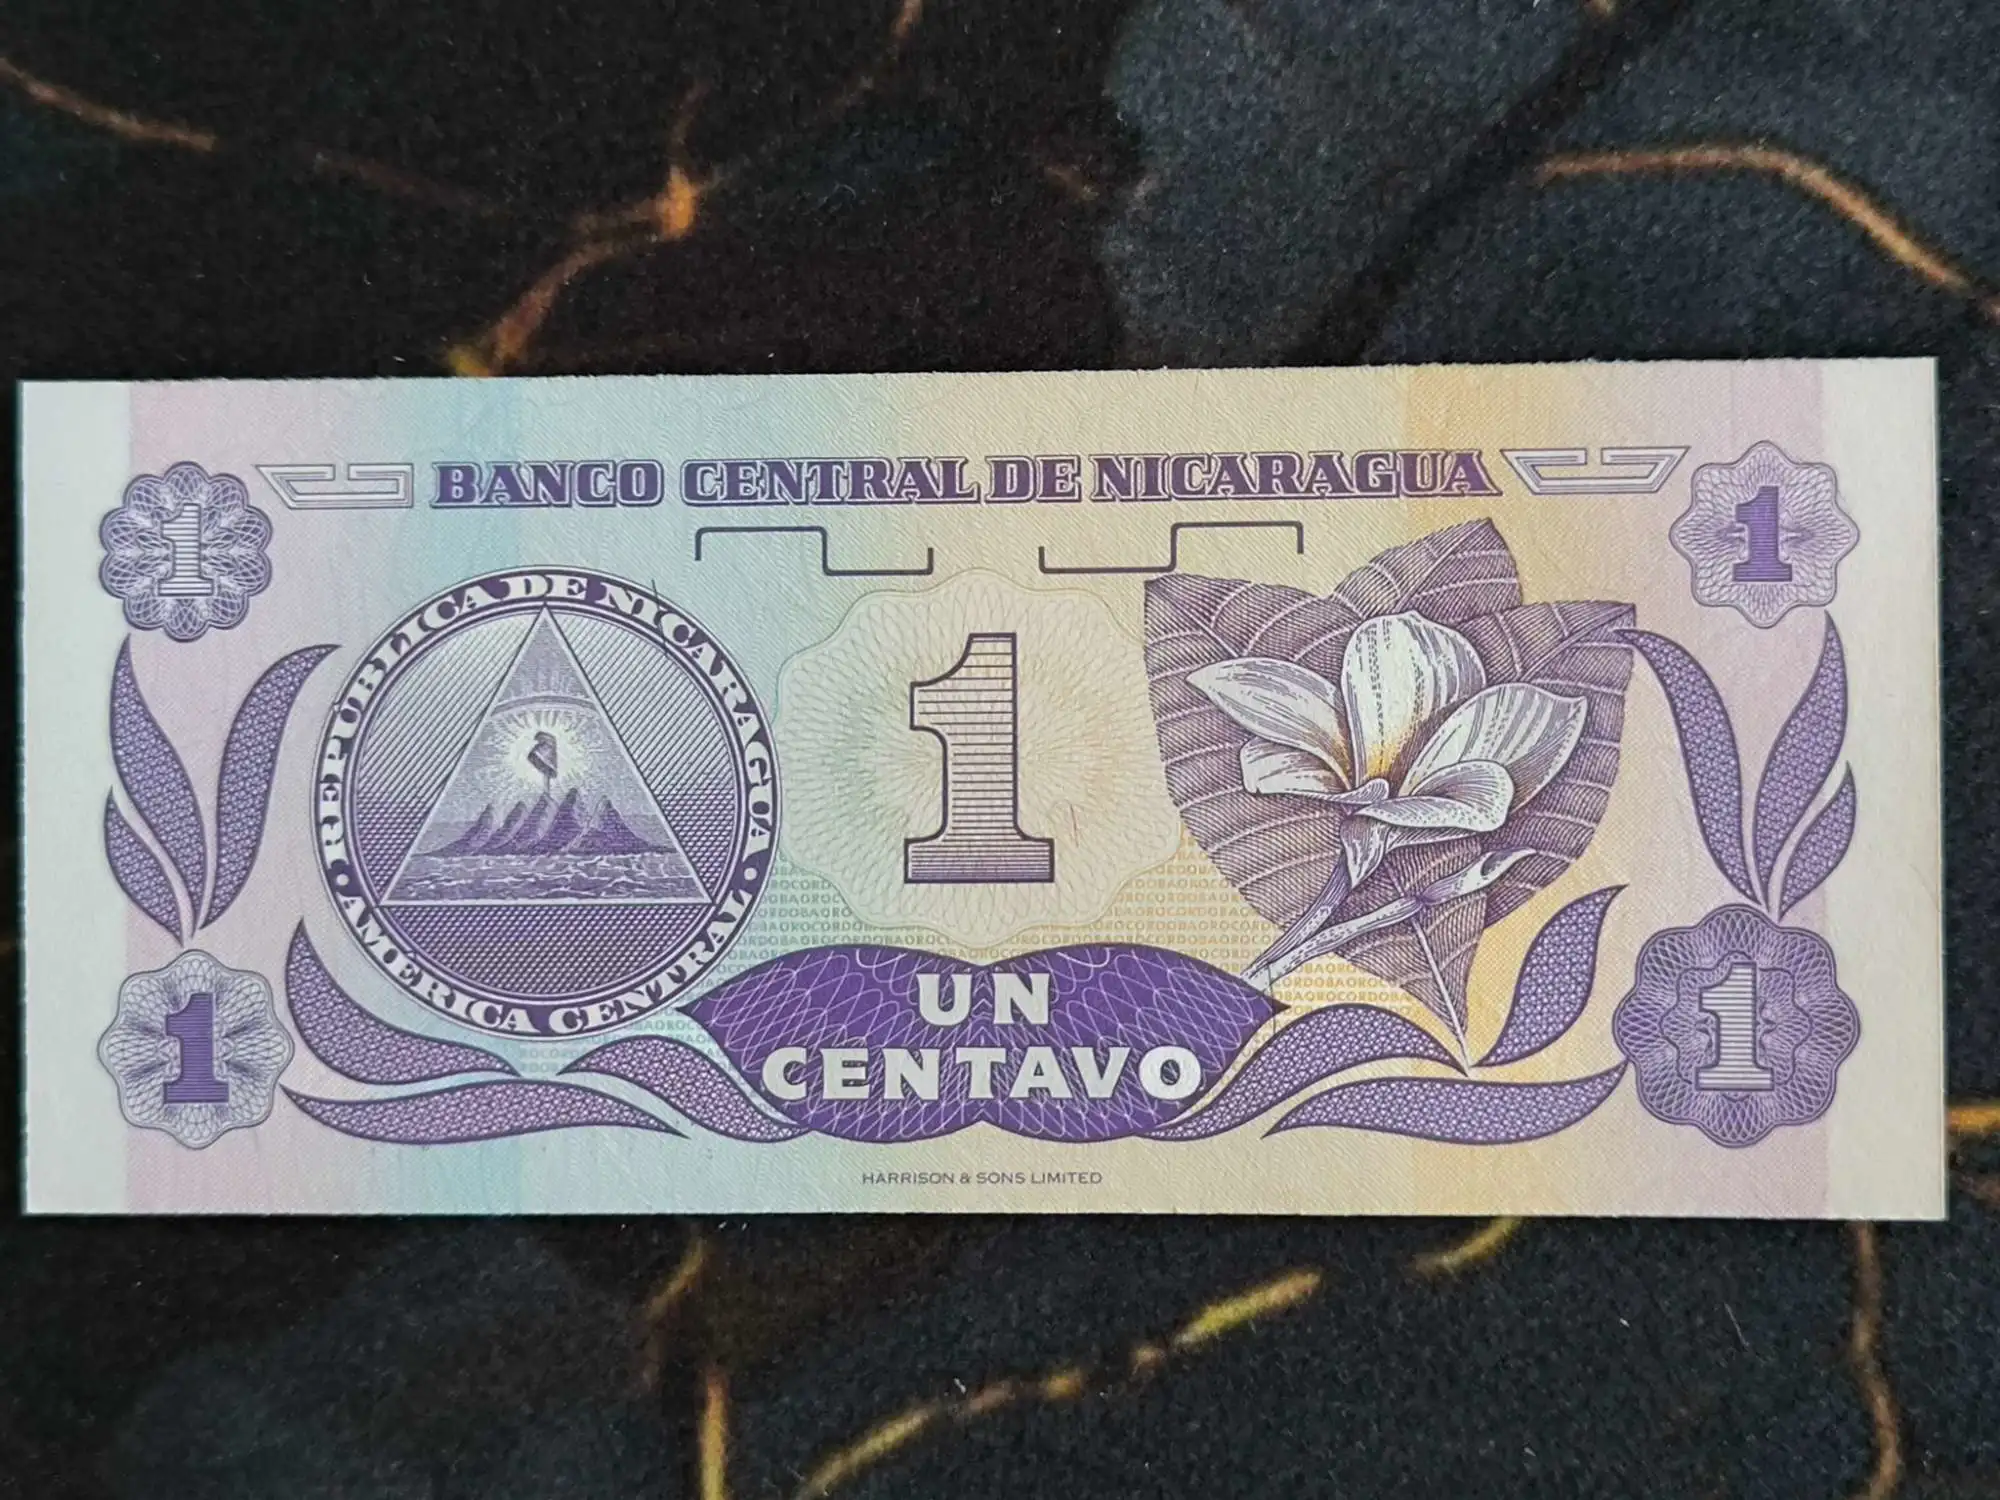 BANCO CENTRAL DE NICARAGUA
1
1
REPUBLICA DE NICARAGUA
AMERICA CENTRAL
1
UN
CENTAVO
1
1
HARRISON & SONS LIMITED